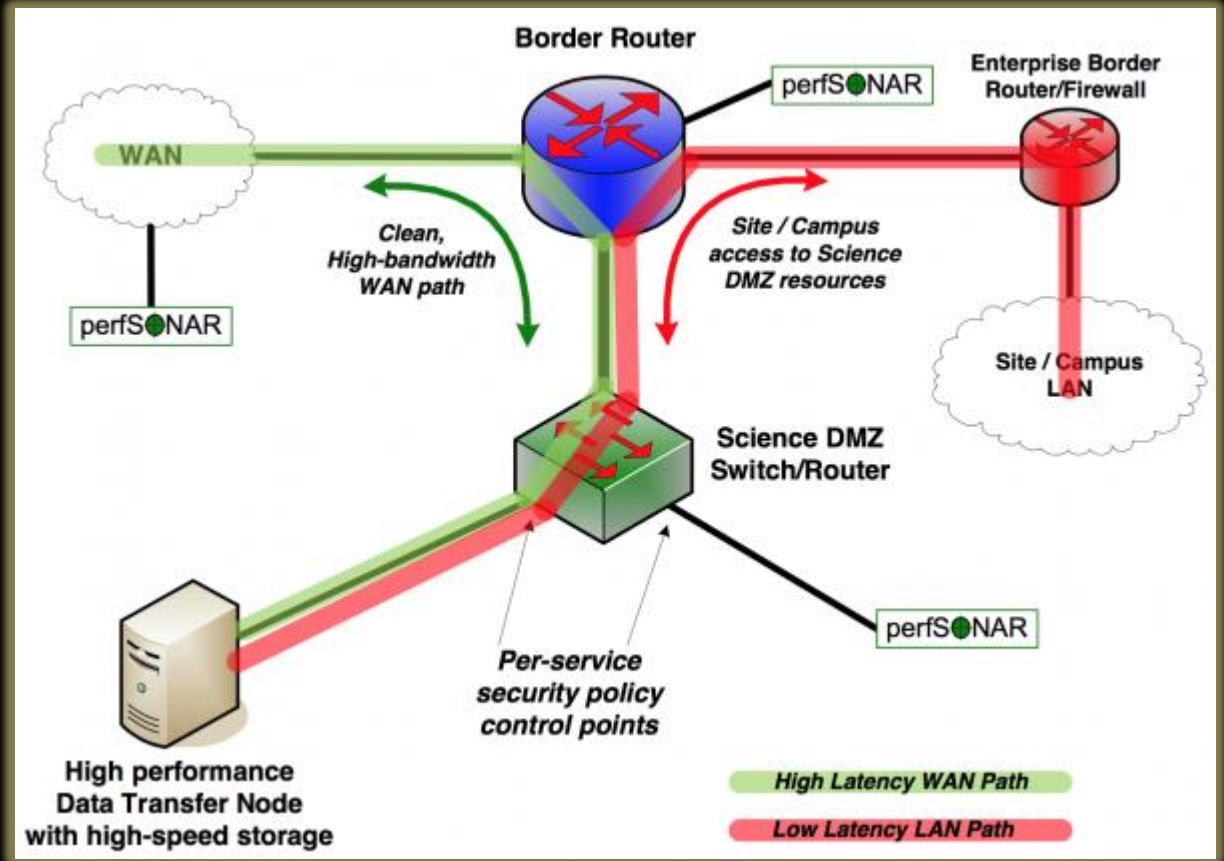 Border Router
perfSONAR
Enterprise Border
Router/Firewall
WAN
Clean,
High-bandwidth
WAN path
Site / Campus
access to Science
DMZ resources
perfSONAR
Site / Campus
LAN
Science DMZ
Switch/Router
perfSONAR
Per-service
security policy
control points
High performance
Data Transfer Node
with high-speed storage
High Latency WAN Path
Low Latency LAN Path